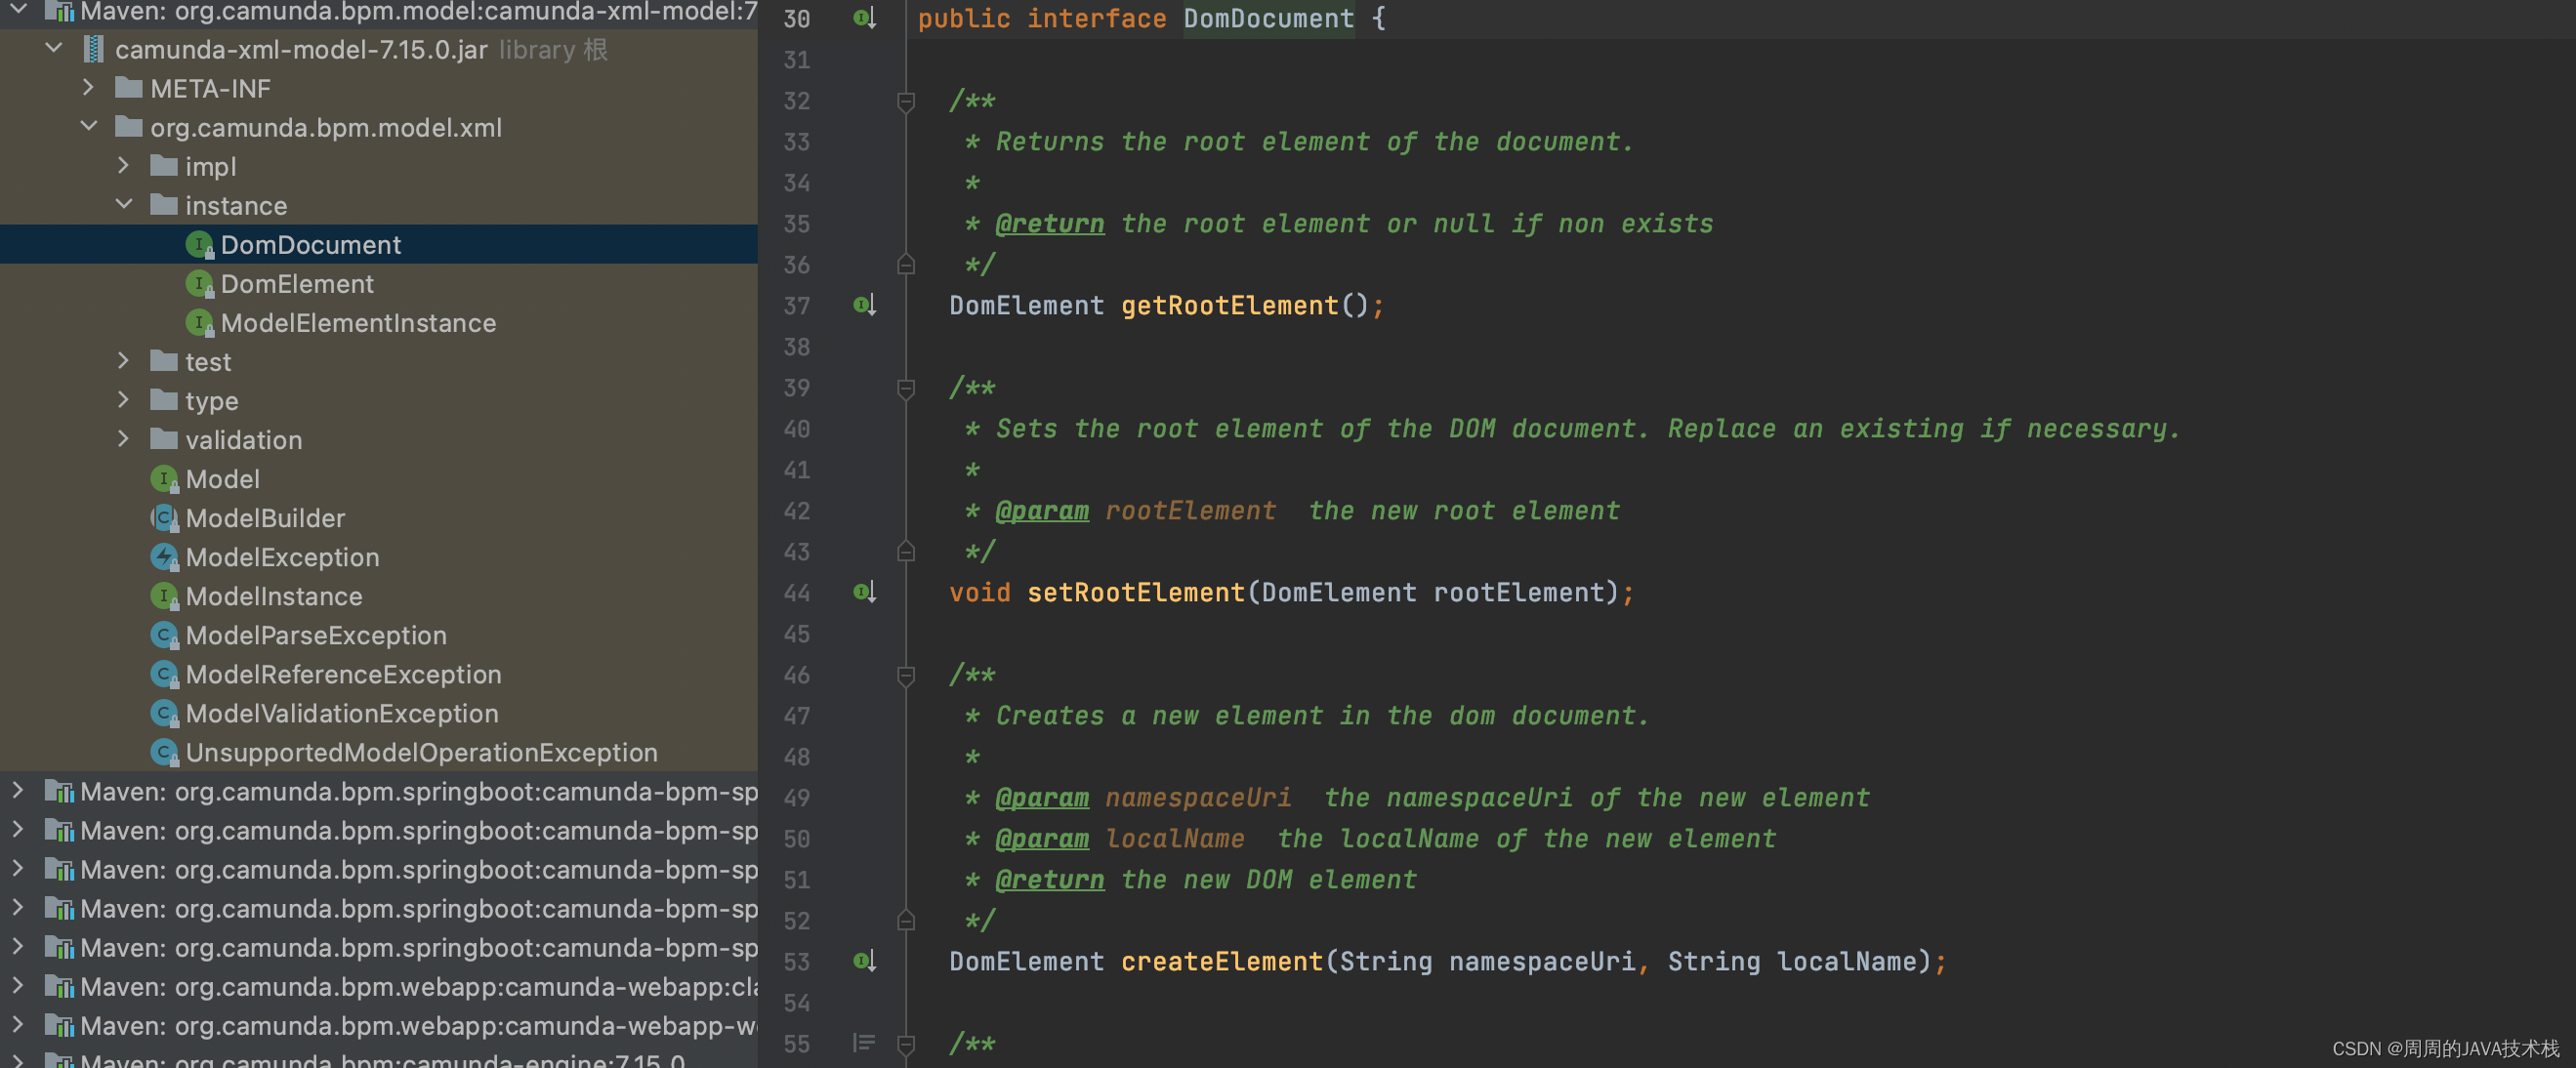 Maven: org.camunda.bpm.model:camunda-xml-model:7
camunda-xml-model-7.15.0.jar library 根
META-INF
org.camunda.bpm.model.xml
impl
instance
DomDocument
DomElement
ModelElementInstance
test
type
validation
Model
ModelBuilder
ModelException
ModelInstance
ModelParseException
ModelReferenceException
ModelValidationException
UnsupportedModelOperationException
Maven: org.camunda.bpm.springboot:camunda-bpm-sp
Maven: org.camunda.bpm.springboot:camunda-bpm-sp
Maven: org.camunda.bpm.springboot:camunda-bpm-sp
Maven: org.camunda.bpm.springboot:camunda-bpm-sp
Maven: org.camunda.bpm.springboot:camunda-bpm-sp
Maven: org.camunda.bpm.webapp:camunda-webapp:cla
Maven: org.camunda.bpm.webapp:camunda-webapp-w
Maven: org.camunda.bpm:camunda-engine:7.15.0
30 public interface DomDocument {
31
32 /**
33 * Returns the root element of the document.
34 *
35 * @return the root element or null if non exists
36 */
37 DomElement getRootElement();
38
39 /**
40 * Sets the root element of the DOM document. Replace an existing if necessary.
41 *
42 * @param rootElement the new root element
43 */
44 void setRootElement(DomElement rootElement);
45
46 /**
47 * Creates a new element in the dom document.
48 *
49 * @param namespaceUri the namespaceUri of the new element
50 * @param localName the localName of the new element
51 * @return the new DOM element
52 */
53 DomElement createElement(String namespaceUri, String localName);
54
55 /**
CSDN @周周的JAVA技术栈